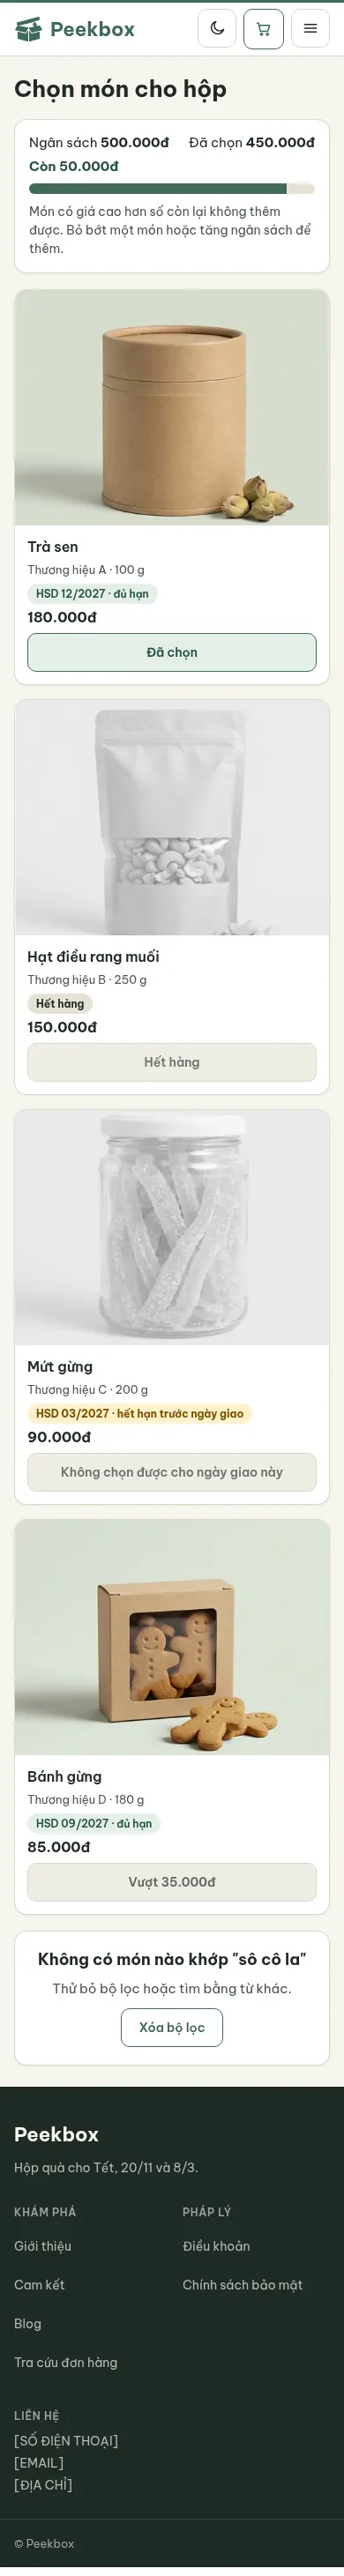 Peekbox
Chọn món cho hộp
Ngân sách 500.000đ Đã chọn 450.000đ
Còn 50.000đ
Món có giá cao hơn số còn lại không thêm
được. Bỏ bớt một món hoặc tăng ngân sách để
thêm.
Trà sen
Thương hiệu A · 100 g
HSD 12/2027 · đủ hạn
180.000đ
Đã chọn
Hạt điều rang muối
Thương hiệu B · 250 g
Hết hàng
150.000đ
Hết hàng
Mứt gừng
Thương hiệu C · 200 g
HSD 03/2027 · hết hạn trước ngày giao
90.000đ
Không chọn được cho ngày giao này
Bánh gừng
Thương hiệu D · 180 g
HSD 09/2027 · đủ hạn
85.000đ
Vượt 35.000đ
Không có món nào khớp "sô cô la"
Thử bỏ bộ lọc hoặc tìm bằng từ khác.
Xóa bộ lọc
Peekbox
Hộp quà cho Tết, 20/11 và 8/3.
KHÁM PHÁ
Giới thiệu
Cam kết
Blog
Tra cứu đơn hàng
PHÁP LÝ
Điều khoản
Chính sách bảo mật
LIÊN HỆ
[SỐ ĐIỆN THOẠI]
[EMAIL]
[ĐỊA CHỈ]
© Peekbox